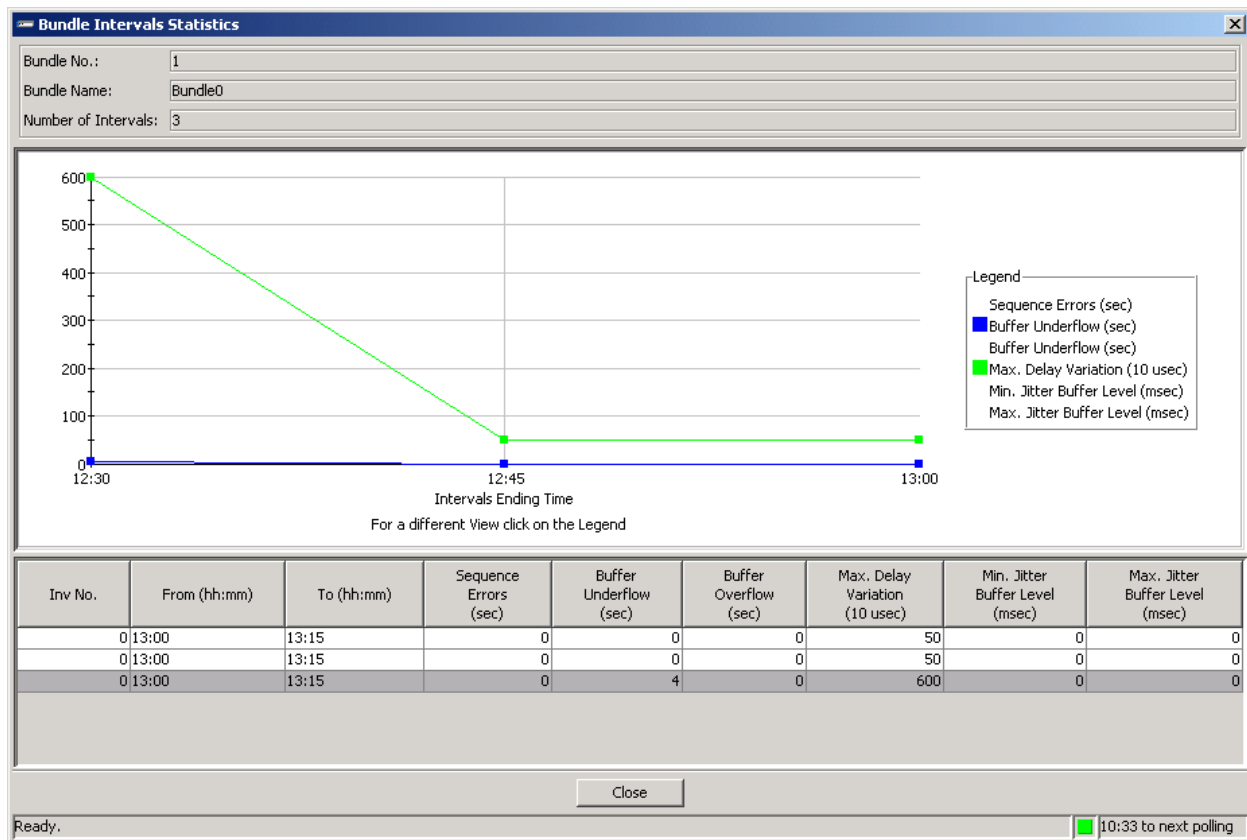 Bundle Intervals Statistics
Bundle No.: 1
Bundle Name: Bundle0
Number of Intervals: 3
600
500
400
300
200
100
0
12:30 12:45 13:00
Intervals Ending Time
For a different View click on the Legend
Legend
Sequence Errors (sec)
Buffer Underflow (sec)
Buffer Underflow (sec)
Max. Delay Variation (10 usec)
Min. Jitter Buffer Level (msec)
Max. Jitter Buffer Level (msec)
Inv No. From (hh:mm) To (hh:mm) Sequence Errors (sec) Buffer Underflow (sec) Buffer Overflow (sec) Max. Delay Variation (10 usec) Min. Jitter Buffer Level (msec) Max. Jitter Buffer Level (msec)
0 13:00 13:15 0 0 0 50 0 0
0 13:00 13:15 0 0 0 50 0 0
0 13:00 13:15 0 4 0 600 0 0
Close
Ready. 10:33 to next polling